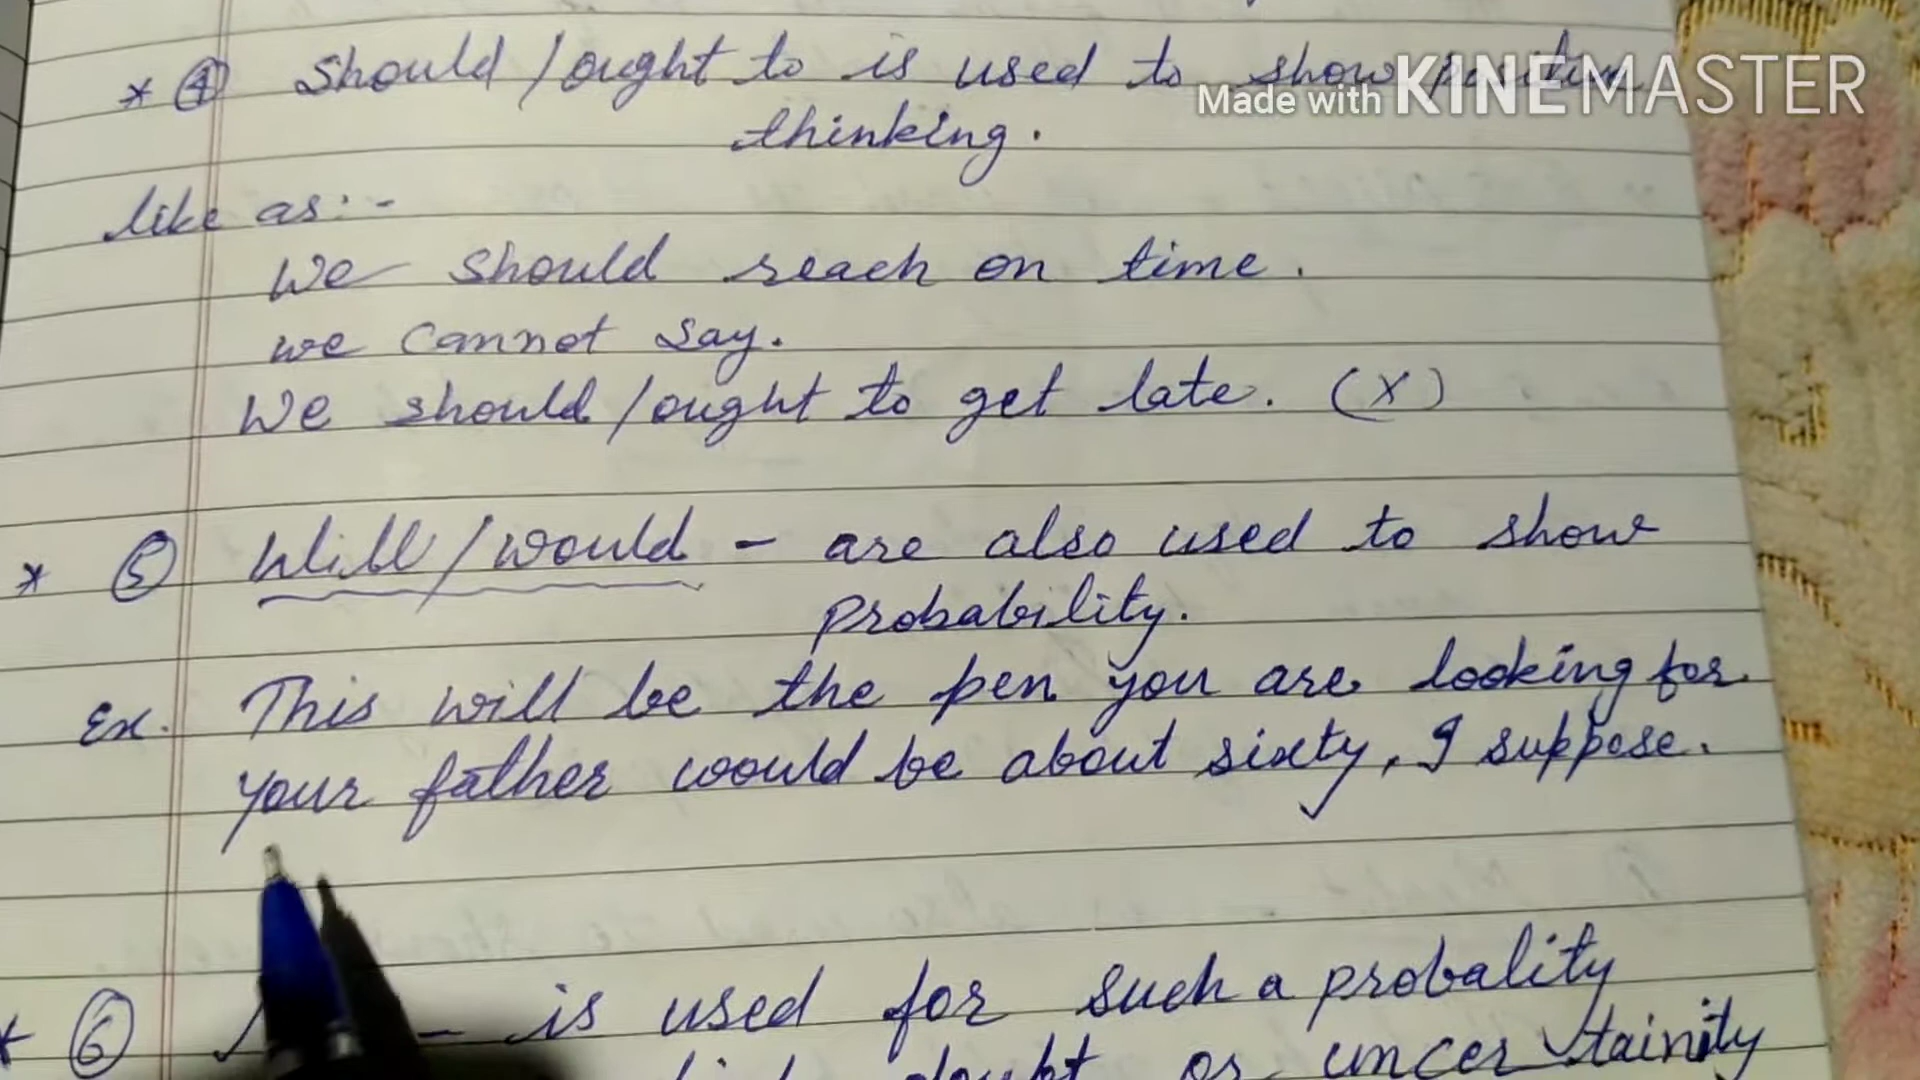 * ④ Should / ought to is used to show positive
Made with KINEMASTER
thinking.
like as:-
We should reach on time.
we cannot say.
We should / ought to get late. (X)
* ⑤ Will / would - are also used to show
probability.
Ex. This will be the pen you are looking for.
Your father would be about sixty, I suppose.
* ⑥ - is used for such a probality
doubt or uncertainity